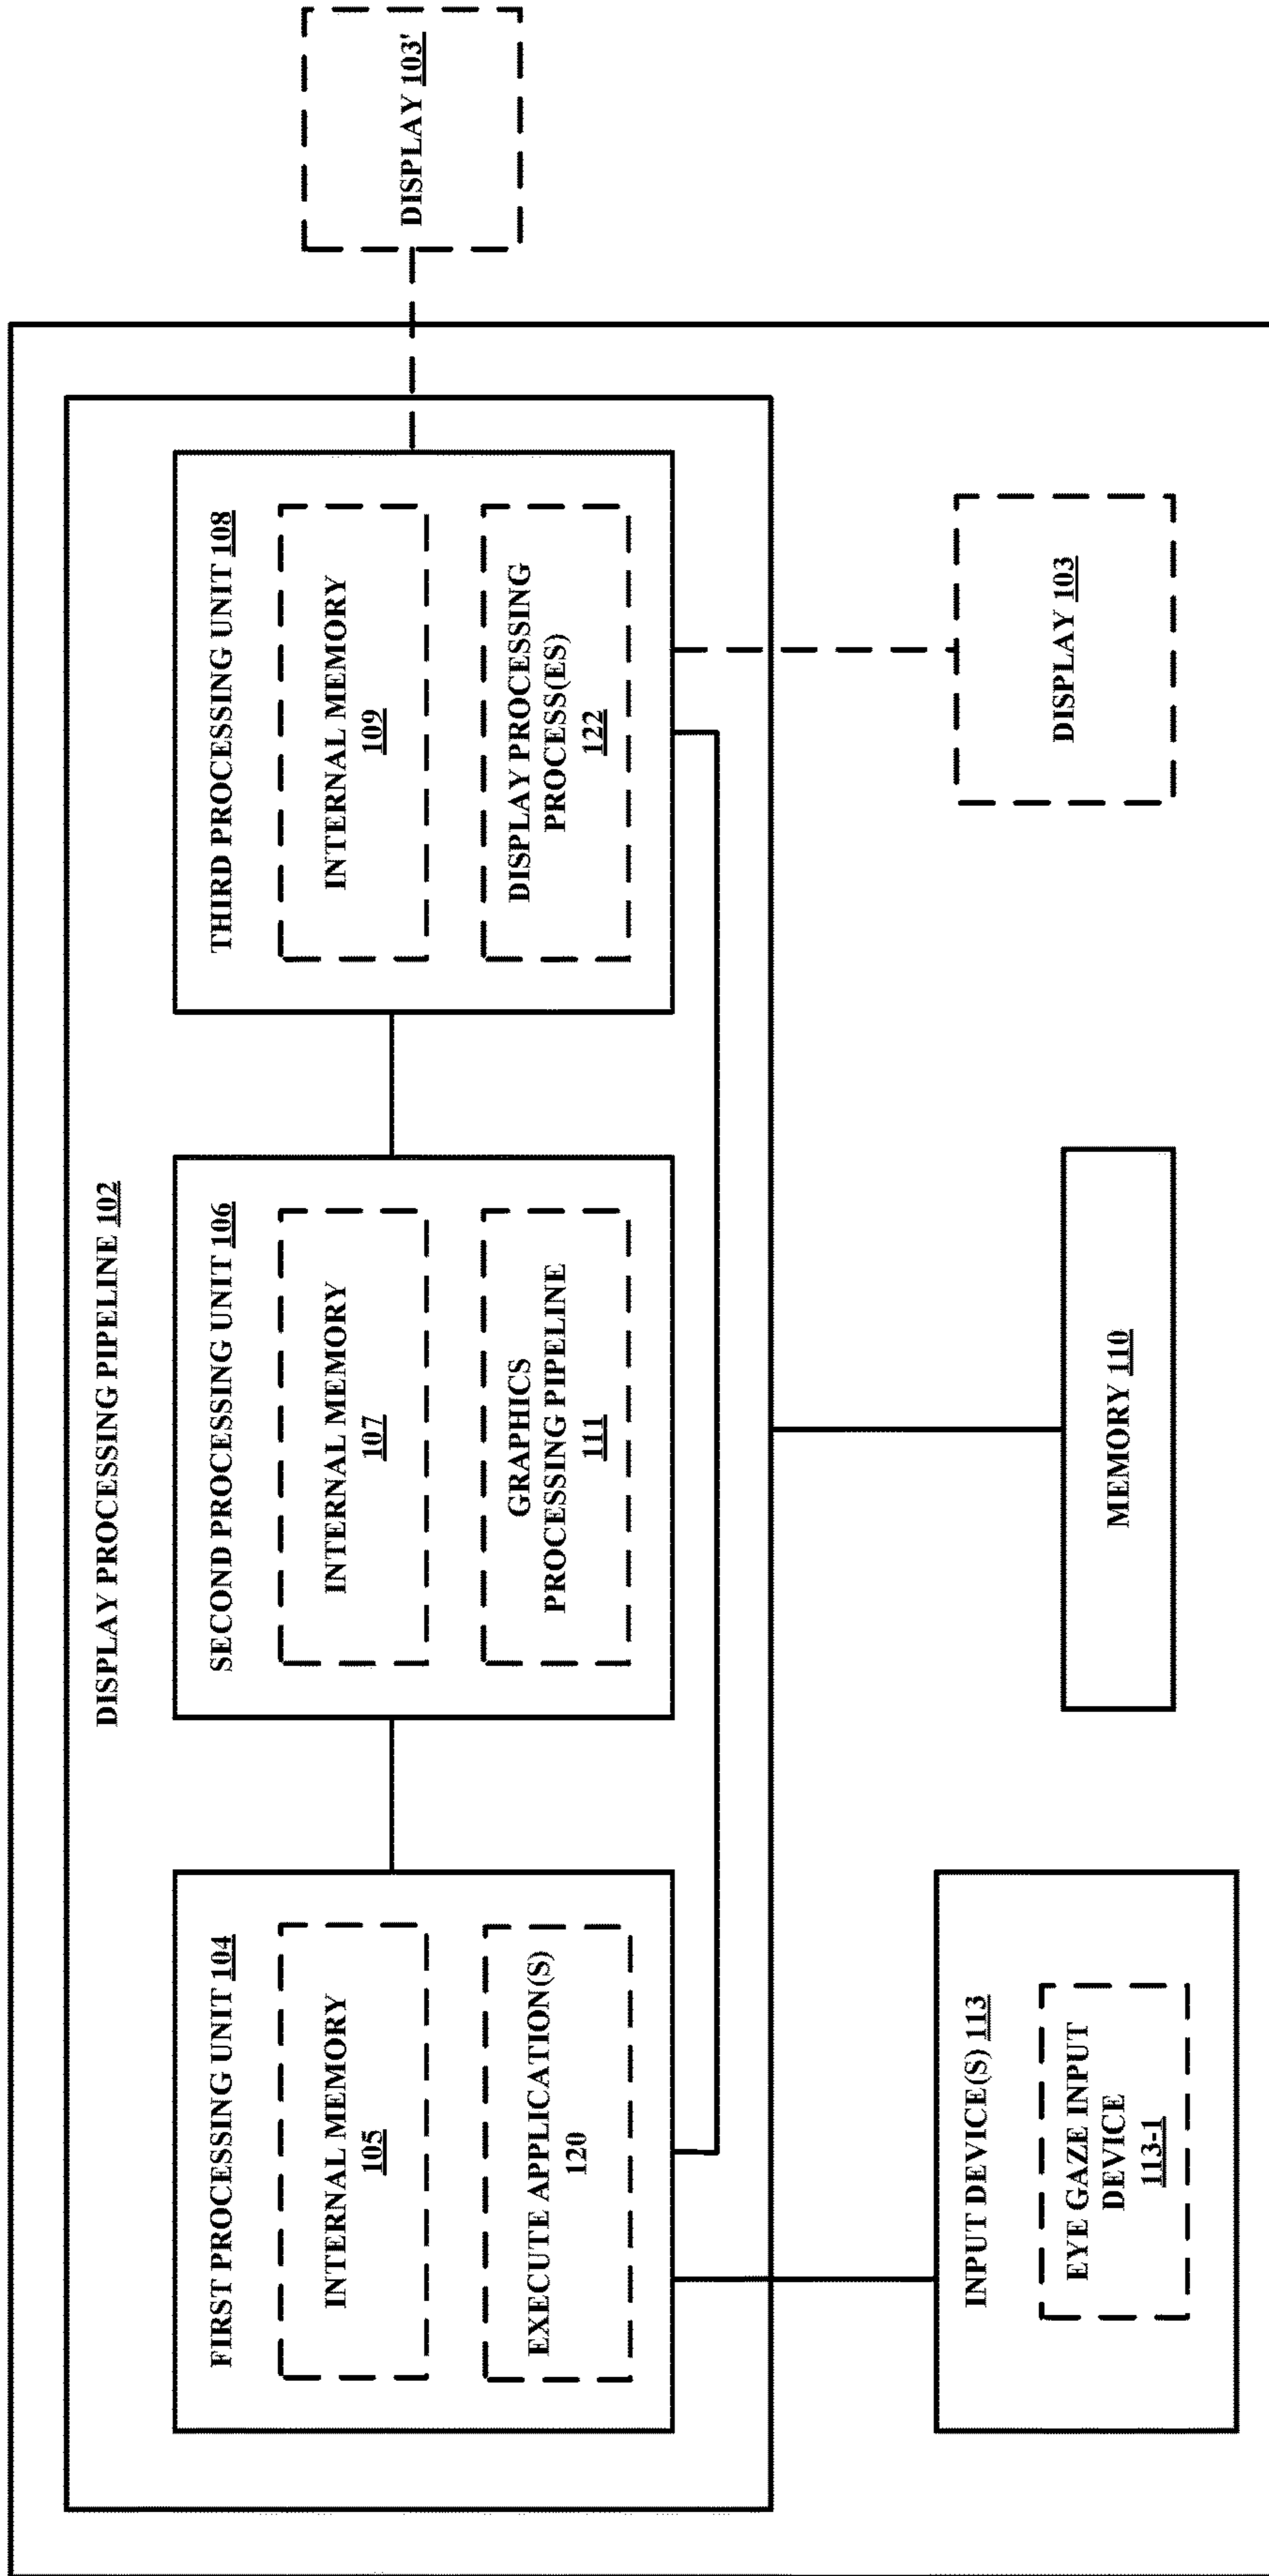 DISPLAY PROCESSING PIPELINE 102
FIRST PROCESSING UNIT 104
INTERNAL MEMORY
105
EXECUTE APPLICATION(S)
120
SECOND PROCESSING UNIT 106
INTERNAL MEMORY
107
GRAPHICS
PROCESSING PIPELINE
111
THIRD PROCESSING UNIT 108
INTERNAL MEMORY
109
DISPLAY PROCESSING
PROCESS(ES)
122
DISPLAY 103'
INPUT DEVICE(S) 113
EYE GAZE INPUT
DEVICE
113-1
MEMORY 110
DISPLAY 103